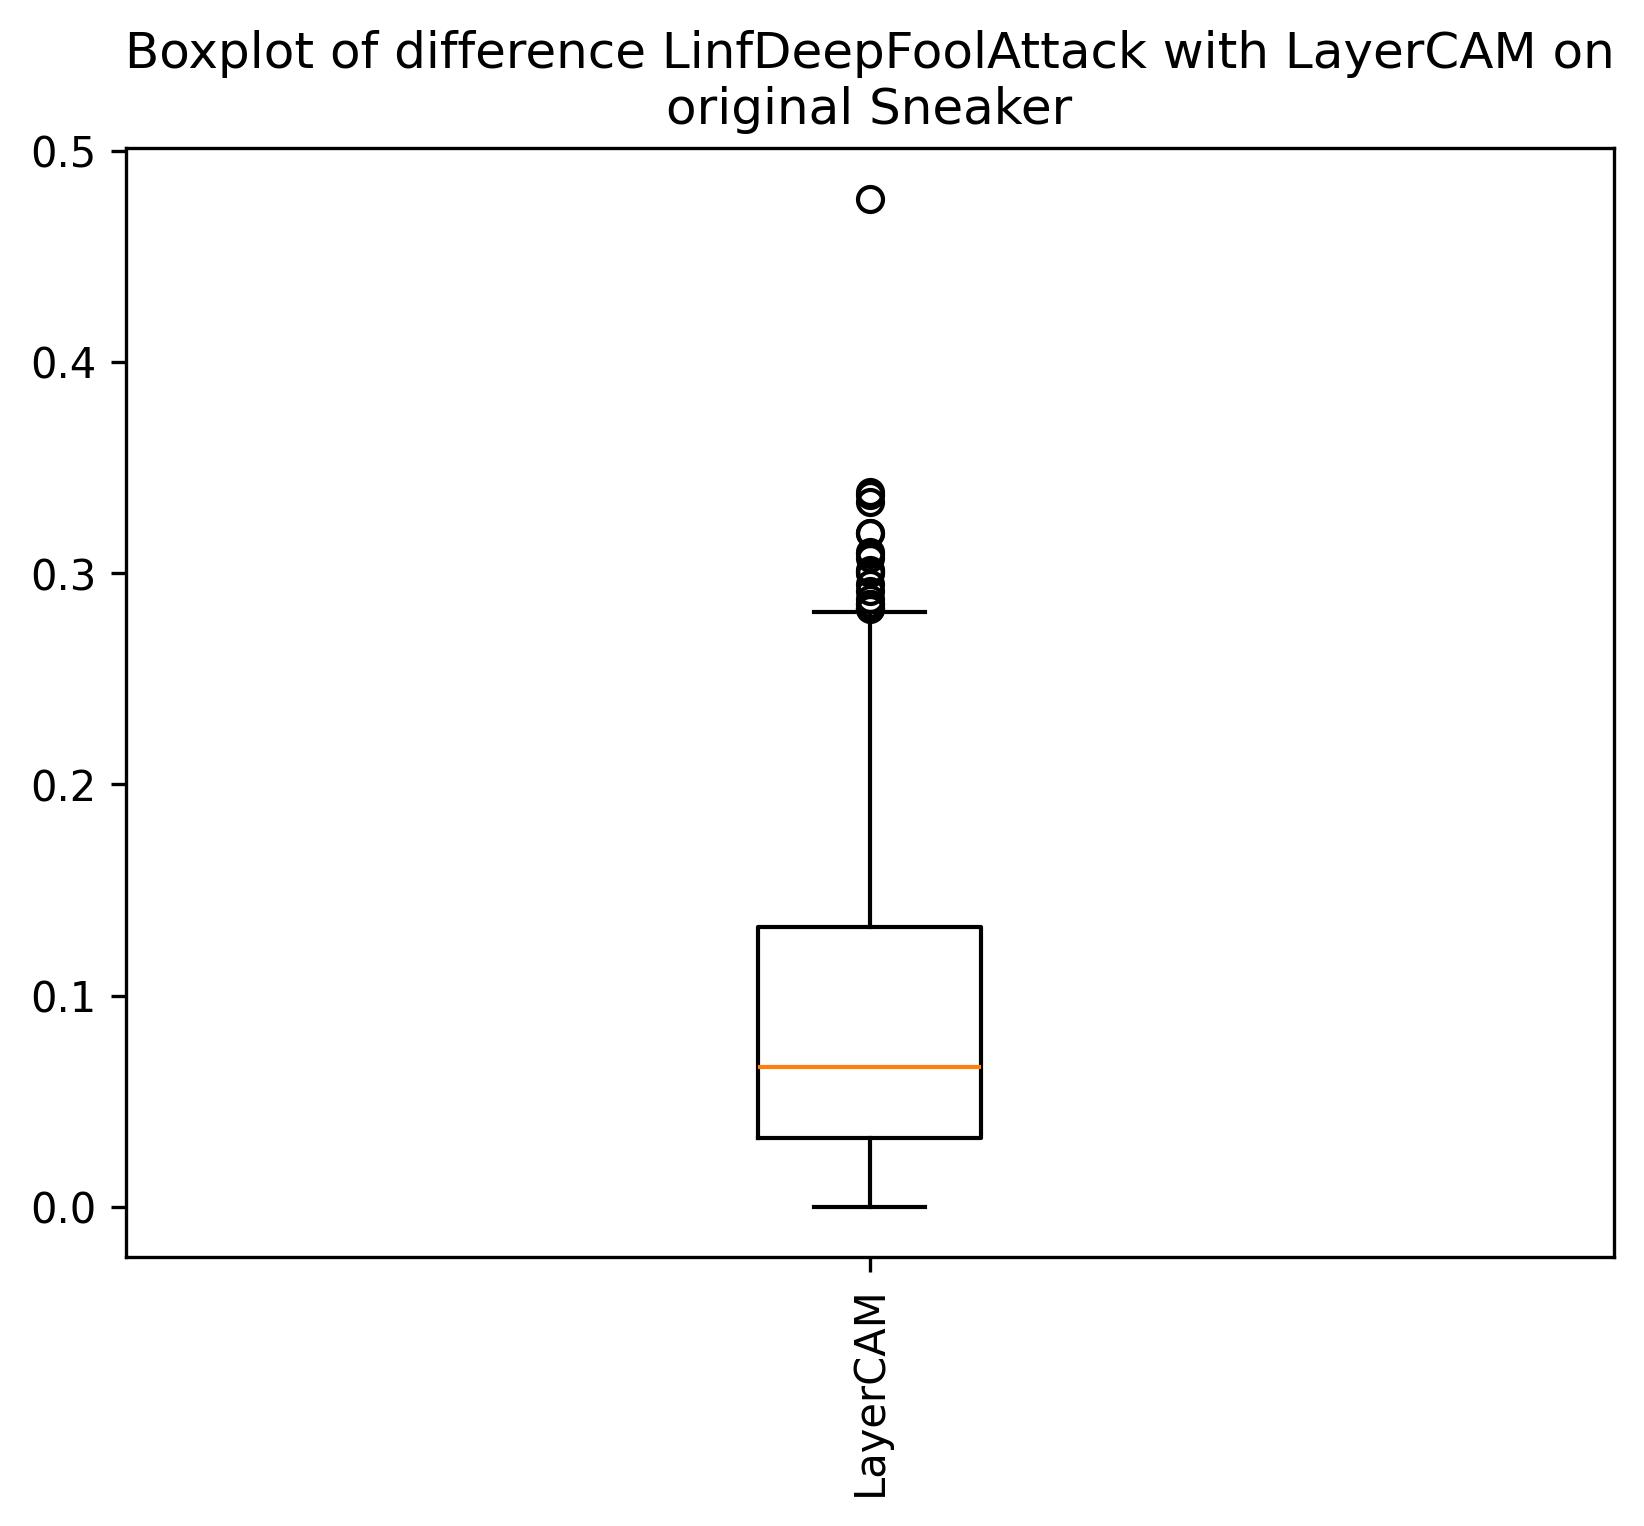 Boxplot of difference LinfDeepFoolAttack with LayerCAM on
original Sneaker
0.5
0.4
0.3
0.2
0.1
0.0
LayerCAM